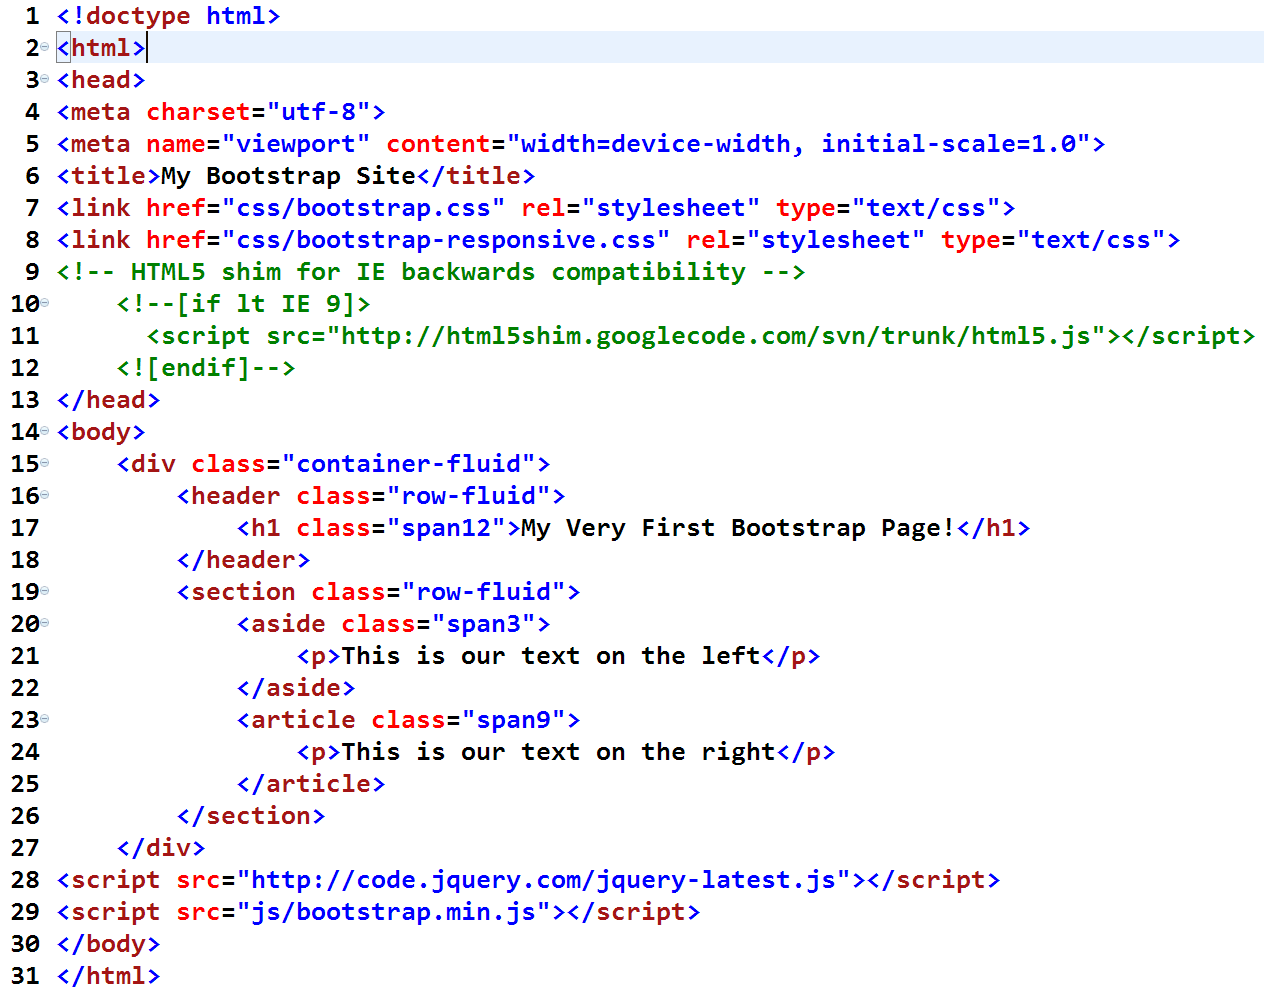 1 <!doctype html>
2 <html>
3 <head>
4 <meta charset="utf-8">
5 <meta name="viewport" content="width=device-width, initial-scale=1.0">
6 <title>My Bootstrap Site</title>
7 <link href="css/bootstrap.css" rel="stylesheet" type="text/css">
8 <link href="css/bootstrap-responsive.css" rel="stylesheet" type="text/css">
9 <!-- HTML5 shim for IE backwards compatibility -->
10     <!--[if lt IE 9]>
11       <script src="http://html5shim.googlecode.com/svn/trunk/html5.js"></script>
12     <![endif]-->
13 </head>
14 <body>
15     <div class="container-fluid">
16         <header class="row-fluid">
17             <h1 class="span12">My Very First Bootstrap Page!</h1>
18         </header>
19         <section class="row-fluid">
20             <aside class="span3">
21                 <p>This is our text on the left</p>
22             </aside>
23             <article class="span9">
24                 <p>This is our text on the right</p>
25             </article>
26         </section>
27     </div>
28 <script src="http://code.jquery.com/jquery-latest.js"></script>
29 <script src="js/bootstrap.min.js"></script>
30 </body>
31 </html>